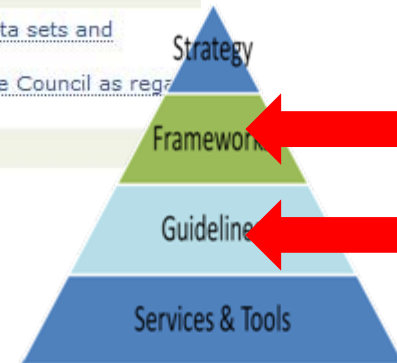 ta sets and
e Council as rega
Strategy
Framework
Guideline
Services & Tools